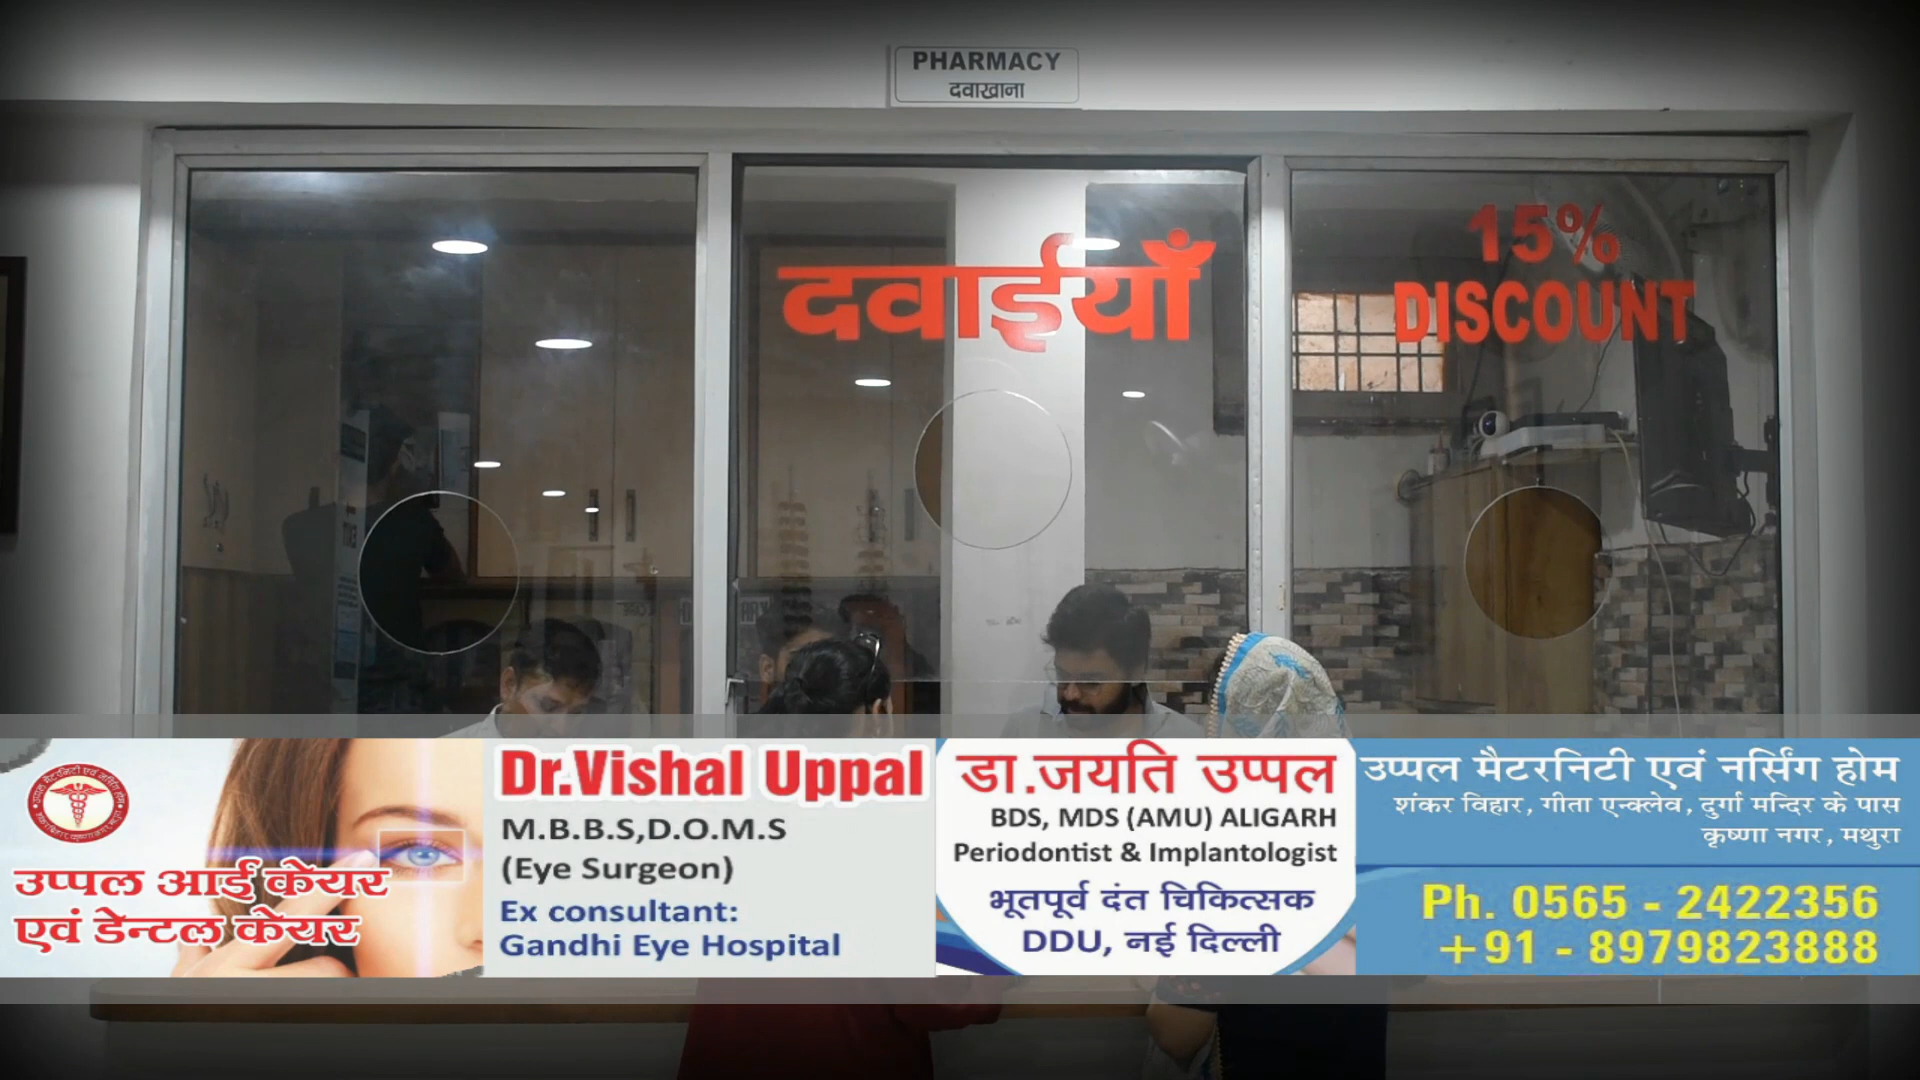 PHARMACY
दवाखाना
दवाईयाँ
15%
DISCOUNT
उप्पल आई केयर
एवं डेन्टल केयर
Dr.Vishal Uppal
M.B.B.S,D.O.M.S
(Eye Surgeon)
Ex consultant:
Gandhi Eye Hospital
डा.जयति उप्पल
BDS, MDS (AMU) ALIGARH
Periodontist & Implantologist
भूतपूर्व दंत चिकित्सक
DDU, नई दिल्ली
उप्पल मैटरनिटी एवं नर्सिंग होम
शंकर विहार, गीता एन्क्लेव, दुर्गा मन्दिर के पास
कृष्णा नगर, मथुरा
Ph. 0565 - 2422356
+91 - 8979823888